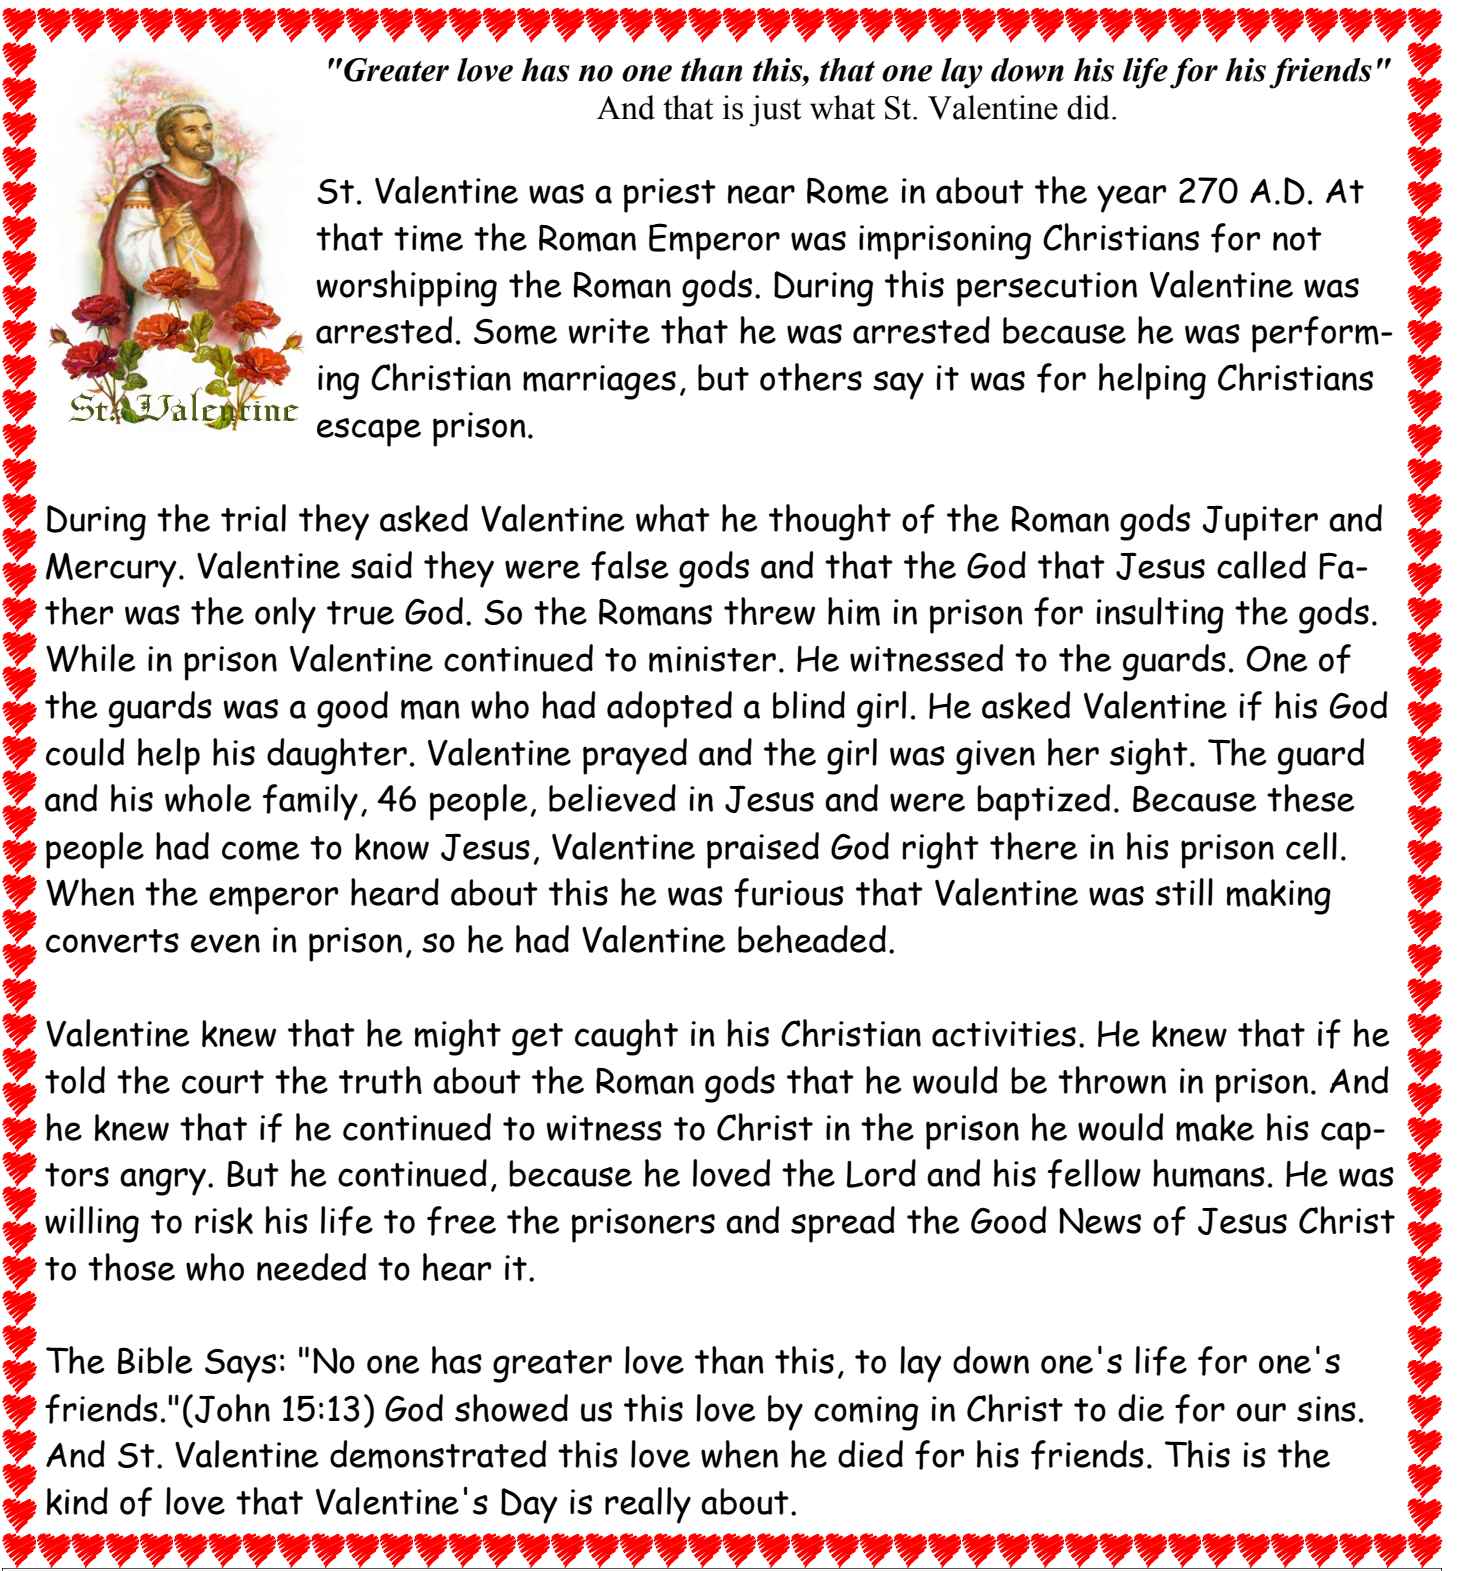 "Greater love has no one than this, that one lay down his life for his friends"
And that is just what St. Valentine did.
St. Valentine was a priest near Rome in about the year 270 A.D. At
that time the Roman Emperor was imprisoning Christians for not
worshipping the Roman gods. During this persecution Valentine was
arrested. Some write that he was arrested because he was perform-
ing Christian marriages, but others say it was for helping Christians
escape prison.
St. Valentine
During the trial they asked Valentine what he thought of the Roman gods Jupiter and
Mercury. Valentine said they were false gods and that the God that Jesus called Fa-
ther was the only true God. So the Romans threw him in prison for insulting the gods.
While in prison Valentine continued to minister. He witnessed to the guards. One of
the guards was a good man who had adopted a blind girl. He asked Valentine if his God
could help his daughter. Valentine prayed and the girl was given her sight. The guard
and his whole family, 46 people, believed in Jesus and were baptized. Because these
people had come to know Jesus, Valentine praised God right there in his prison cell.
When the emperor heard about this he was furious that Valentine was still making
converts even in prison, so he had Valentine beheaded.
Valentine knew that he might get caught in his Christian activities. He knew that if he
told the court the truth about the Roman gods that he would be thrown in prison. And
he knew that if he continued to witness to Christ in the prison he would make his cap-
tors angry. But he continued, because he loved the Lord and his fellow humans. He was
willing to risk his life to free the prisoners and spread the Good News of Jesus Christ
to those who needed to hear it.
The Bible Says: "No one has greater love than this, to lay down one's life for one's
friends."(John 15:13) God showed us this love by coming in Christ to die for our sins.
And St. Valentine demonstrated this love when he died for his friends. This is the
kind of love that Valentine's Day is really about.